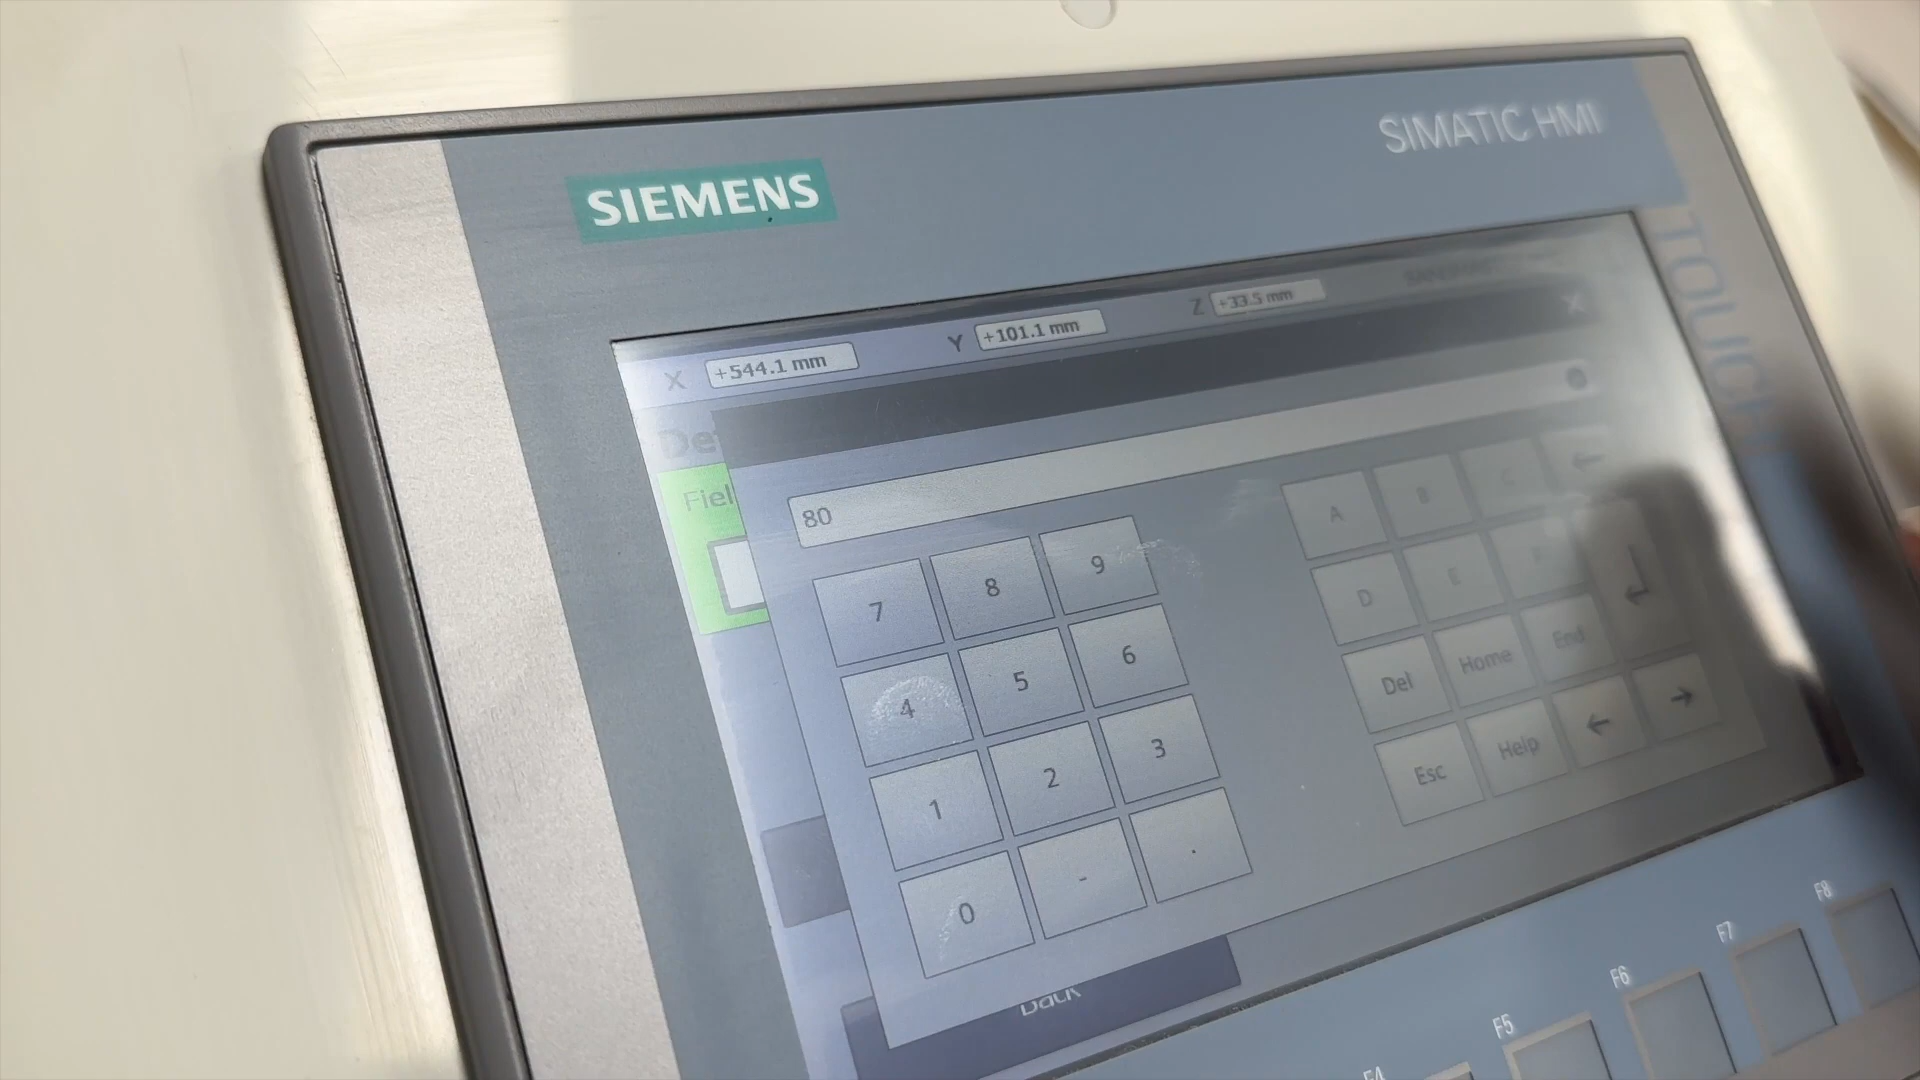 SIMATIC HMI
SIEMENS
TOUCH
X +544.1 mm Y +101.1 mm Z +33.5 mm
Fiel
80
7 8 9 A B C ←
4 5 6 D E
1 2 3 Del Home End
0 - . Esc Help ← →
Back
F4 F5 F6 F7 F8